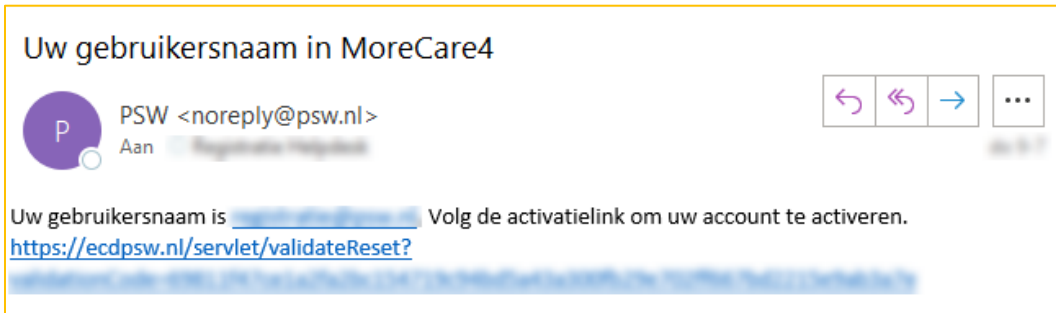 Uw gebruikersnaam in MoreCare4
P
PSW <noreply@psw.nl>
Aan
Uw gebruikersnaam is . Volg de activatielink om uw account te activeren.
https://ecdpsw.nl/servlet/validateReset?